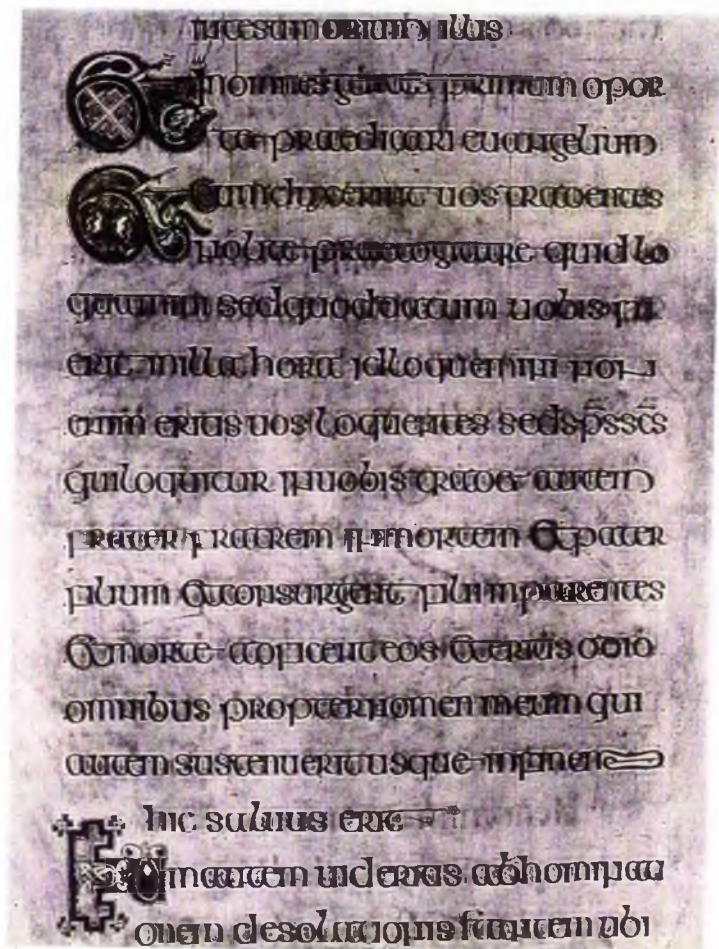 in testimonium illis
Et in omnes gentes primum opor
tet praedicari euangelium
Et cum duxerint uos tradentes
nolite praecogitare quid lo
quamini sed quod datum uobis fu
erit in illa hora id loquemini non
enim eritis uos loquentes sed sps scs
qui loquitur in uobis tradet autem
frater fratrem in mortem Et pater
filium Et consurgent filii in parentes
Et morte afficient eos Et eritis odio
omnibus propter nomen meum qui
autem sustenuerit usque in finem
hic saluus erit
Cum autem uideritis abhominati
onem desolationis stantem ubi